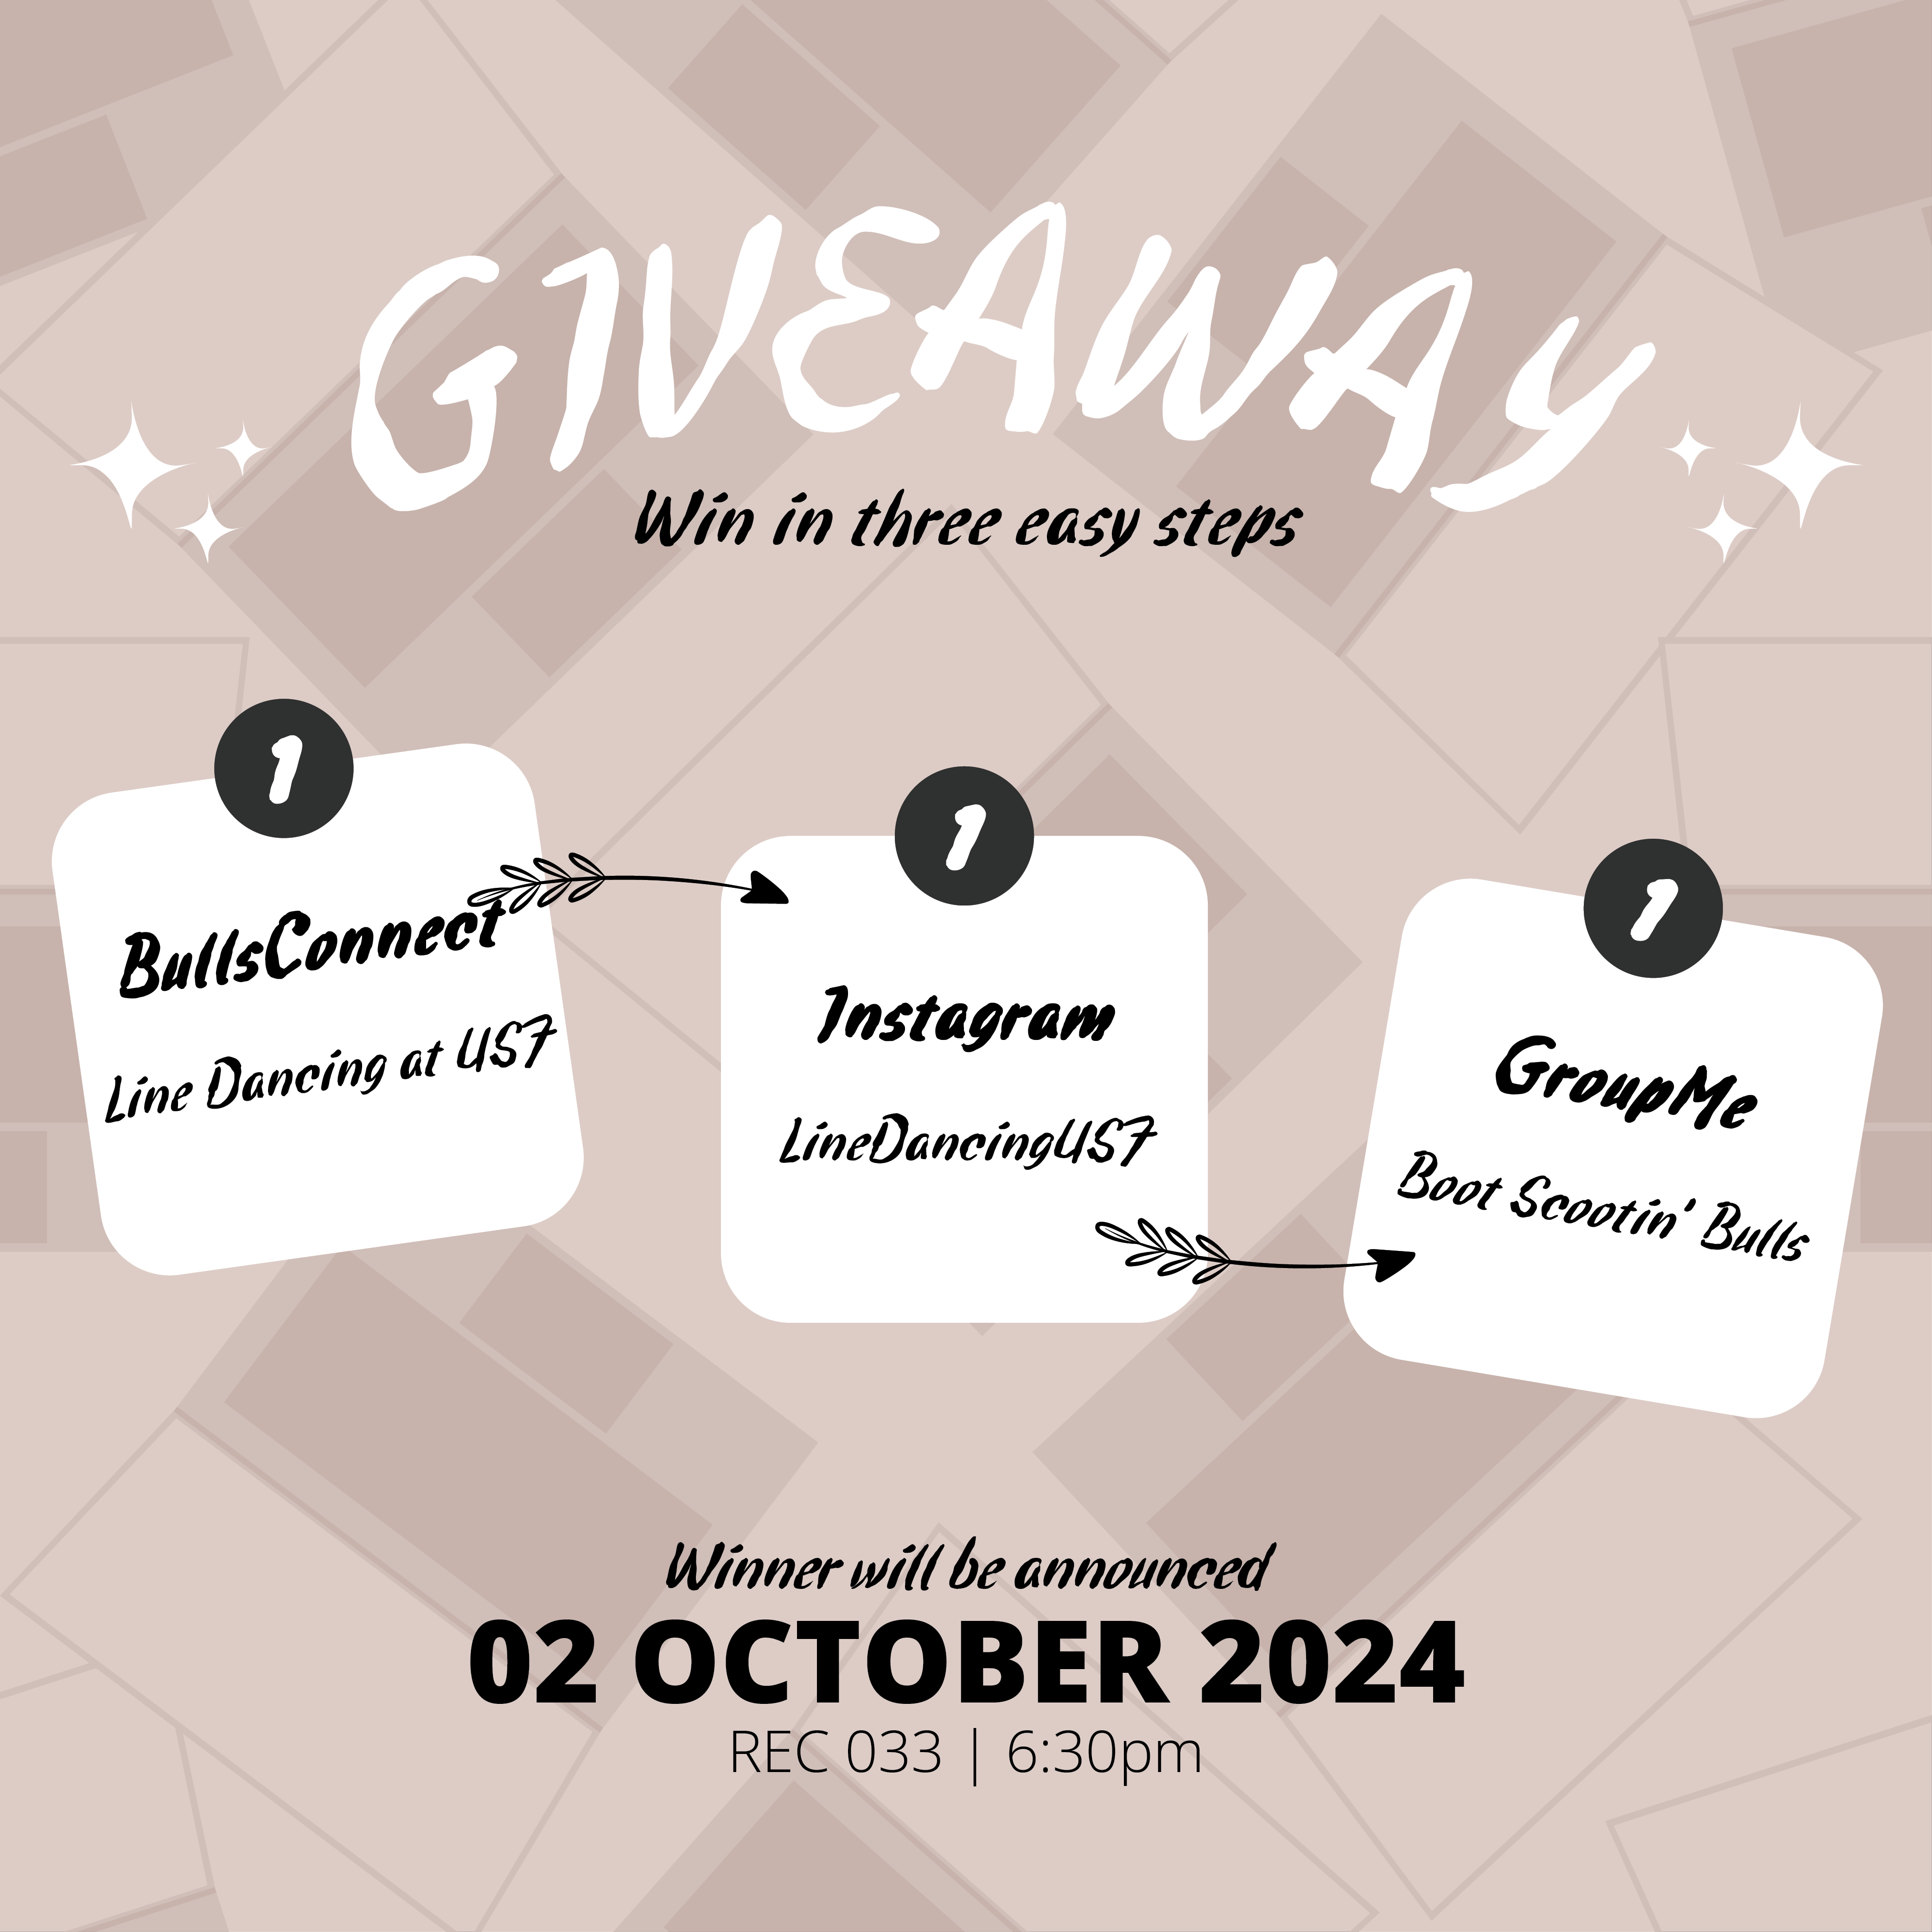 GIVEAWAY
Win in three easy steps
1
BullsConnect
Line Dancing at USF
1
Instagram
LineDancingUSF
1
GroupMe
Boot Scootin' Bulls
Winner will be announced
02 OCTOBER 2024
REC 033 | 6:30pm